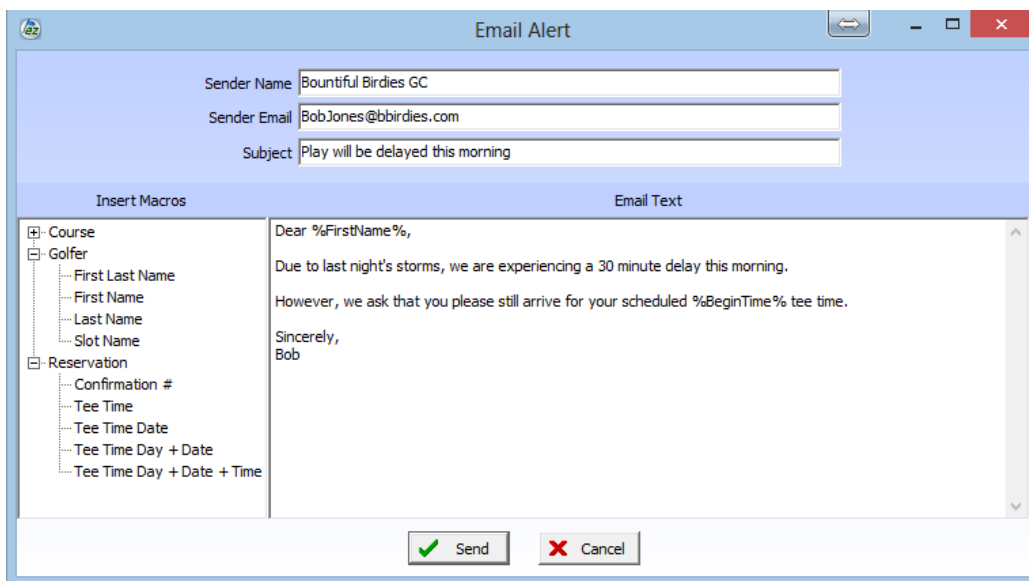 ez
Email Alert
Sender Name Bountiful Birdies GC
Sender Email BobJones@bbirdies.com
Subject Play will be delayed this morning
Insert Macros
Email Text
Course
Golfer
First Last Name
First Name
Last Name
Slot Name
Reservation
Confirmation #
Tee Time
Tee Time Date
Tee Time Day + Date
Tee Time Day + Date + Time
Dear %FirstName%,
Due to last night's storms, we are experiencing a 30 minute delay this morning.
However, we ask that you please still arrive for your scheduled %BeginTime% tee time.
Sincerely,
Bob
Send
Cancel